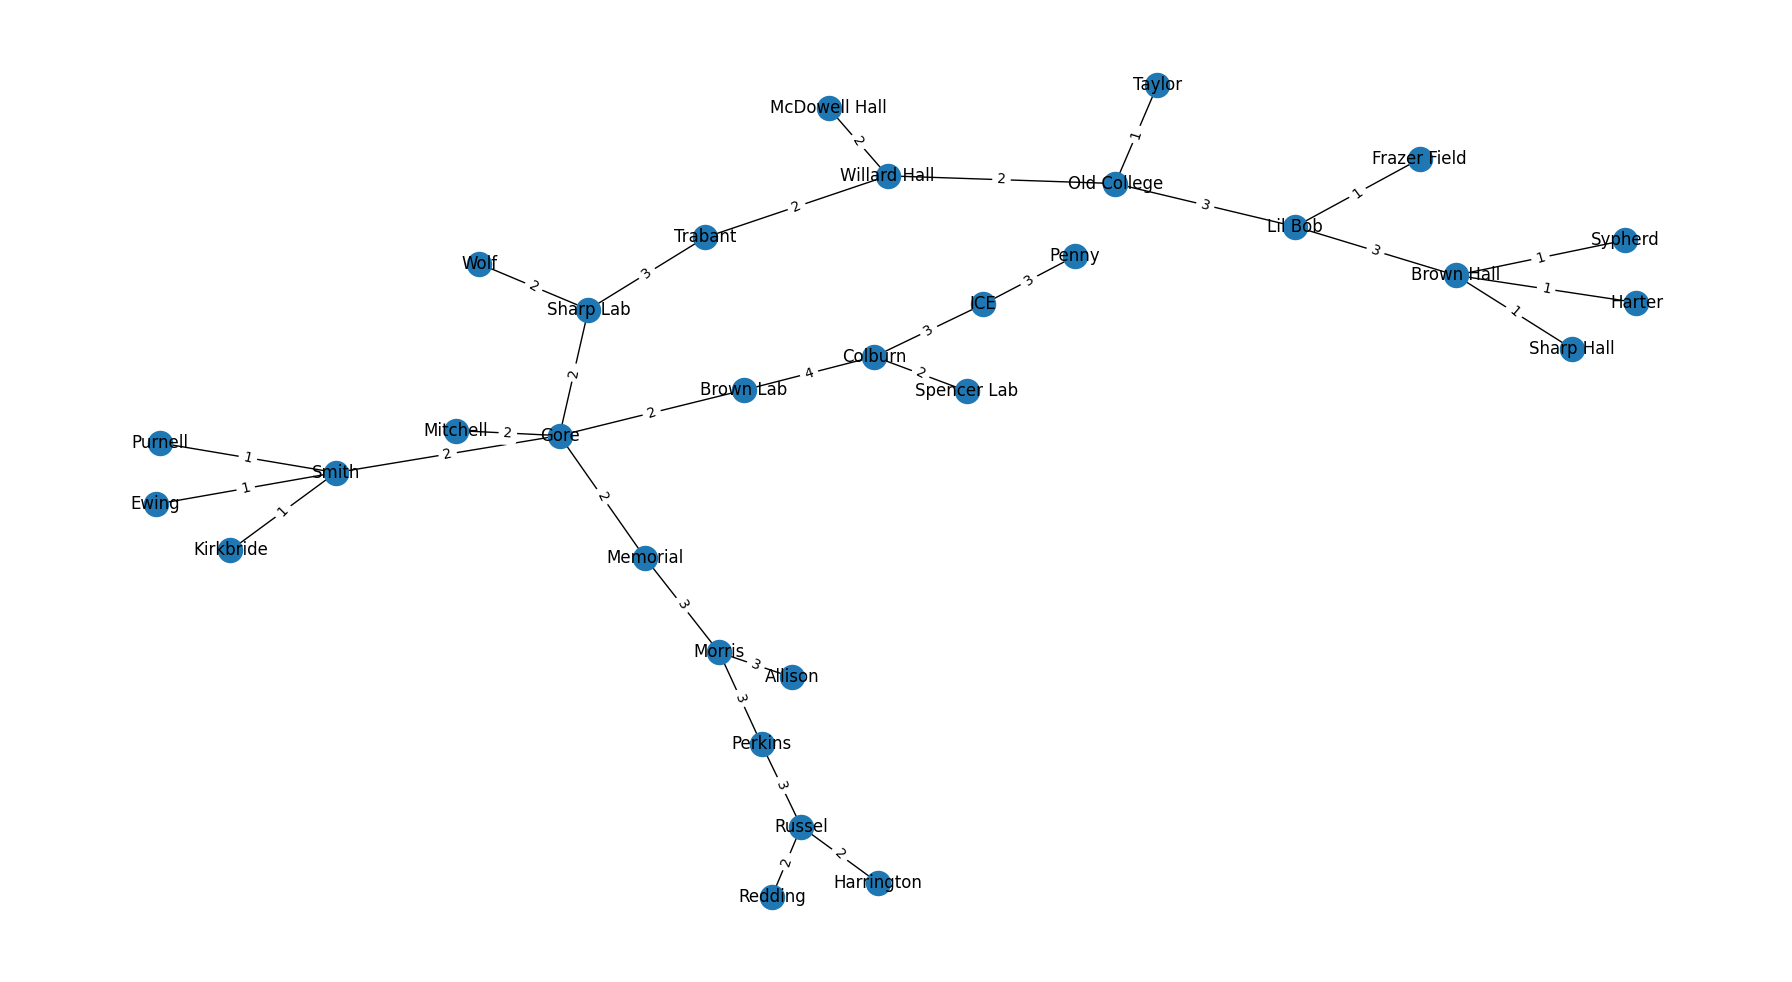 Taylor
McDowell Hall
1
2
Frazer Field
Willard Hall
2
Old College
1
3
2
Lil Bob
Trabant
Sypherd
3
1
Penny
Wolf
3
Brown Hall
2
3
1
Harter
ICE
Sharp Lab
1
3
Sharp Hall
Colburn
2
4
2
Brown Lab
Spencer Lab
2
Mitchell
2
Gore
Purnell
2
1
Smith
1
2
Ewing
1
Kirkbride
Memorial
3
Morris
3
Allison
3
Perkins
3
Russel
2
2
Harrington
Redding